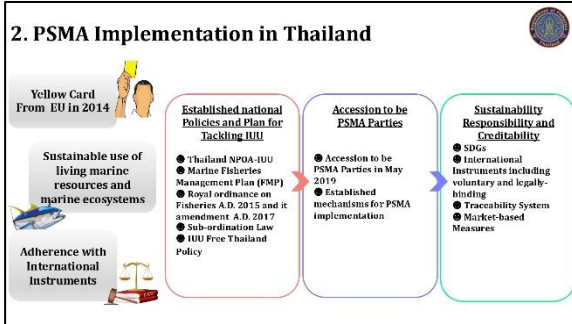 2. PSMA Implementation in Thailand
Yellow Card
From EU in 2014
Sustainable use of
living marine
resources and
marine ecosystems
Adherence with
International
Instruments
Established national
Policies and Plan for
Tackling IUU
● Thailand NPOA-IUU
● Marine Fisheries
Management Plan (FMP)
● Royal ordinance on
Fisheries A.D. 2015 and it
amendment A.D. 2017
● Sub-ordination Law
● IUU Free Thailand
Policy
Accession to be
PSMA Parties
● Accession to be
PSMA Parties in May
2019
● Established
mechanisms for PSMA
implementation
Sustainability
Responsibility and
Creditability
● SDGs
● International
Instruments including
voluntary and legally-
binding
● Traceability System
● Market-based
Measures